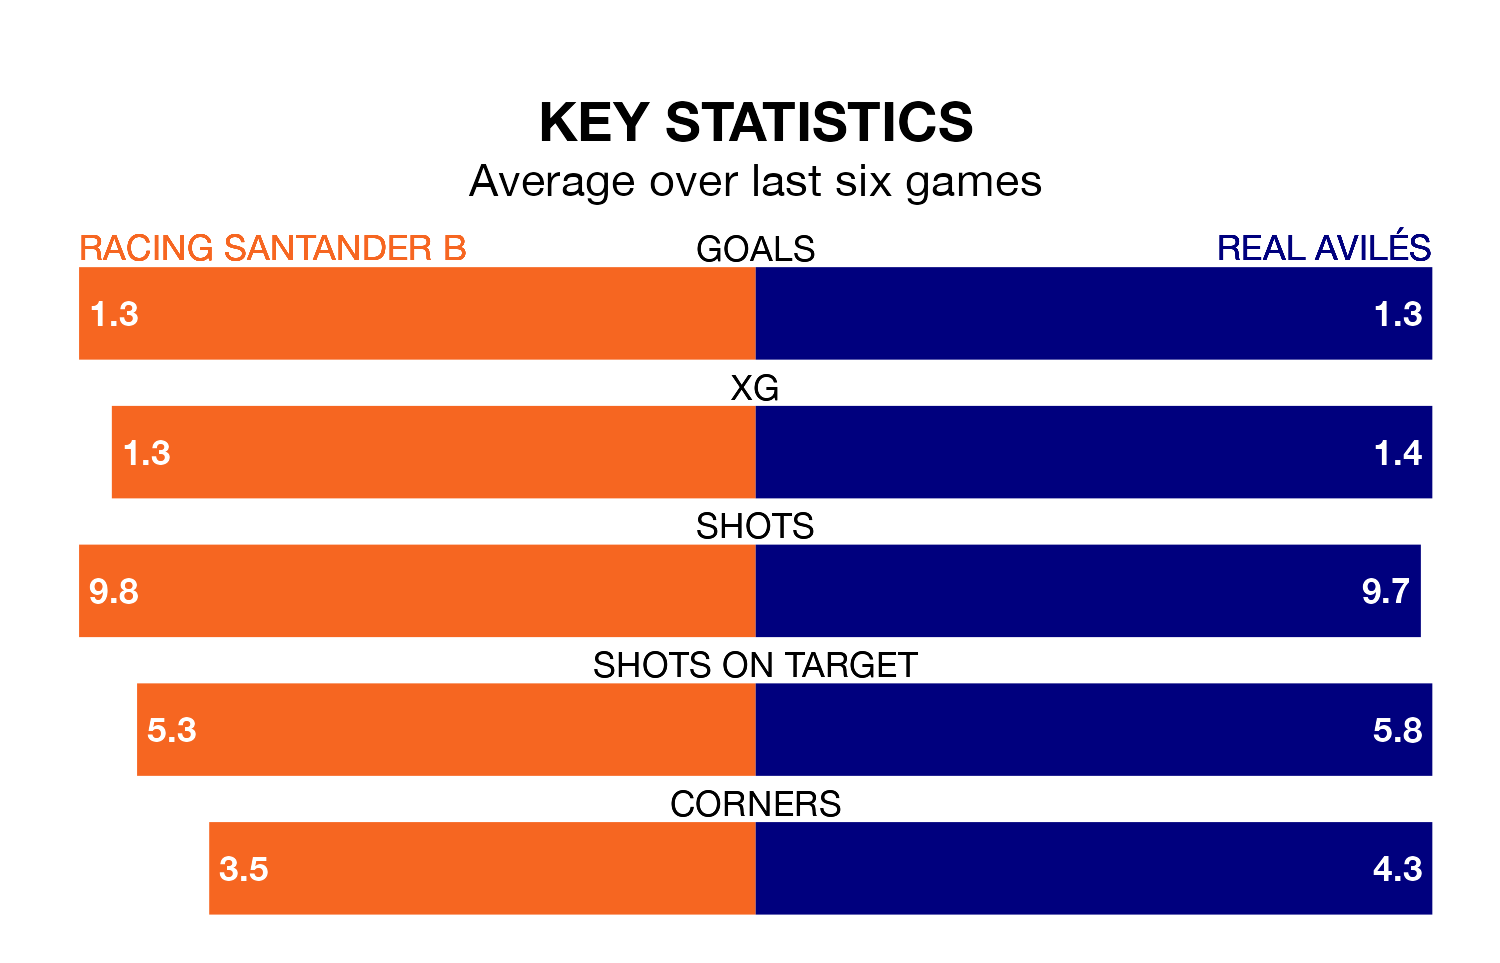 KEY STATISTICS
Average over last six games
RACING SANTANDER B GOALS REAL AVILÉS
1.3 1.3
XG
1.3 1.4
SHOTS
9.8 9.7
SHOTS ON TARGET
5.3 5.8
CORNERS
3.5 4.3